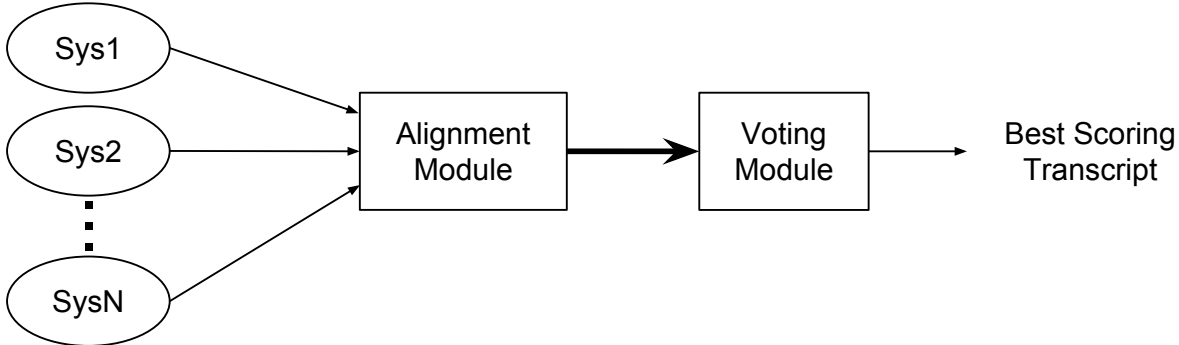 Sys1
Sys2
SysN
Alignment
Module
Voting
Module
Best Scoring
Transcript